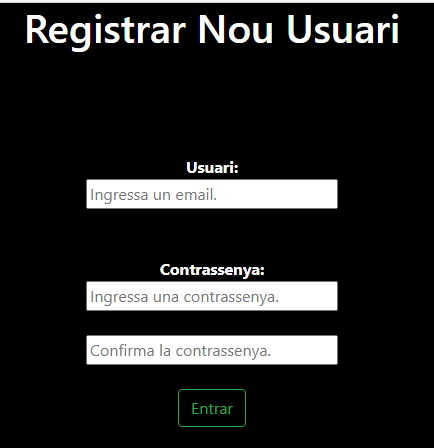 Registrar Nou Usuari
Usuari:
Ingressa un email.
Contrassenya:
Ingressa una contrassenya.
Confirma la contrassenya.
Entrar